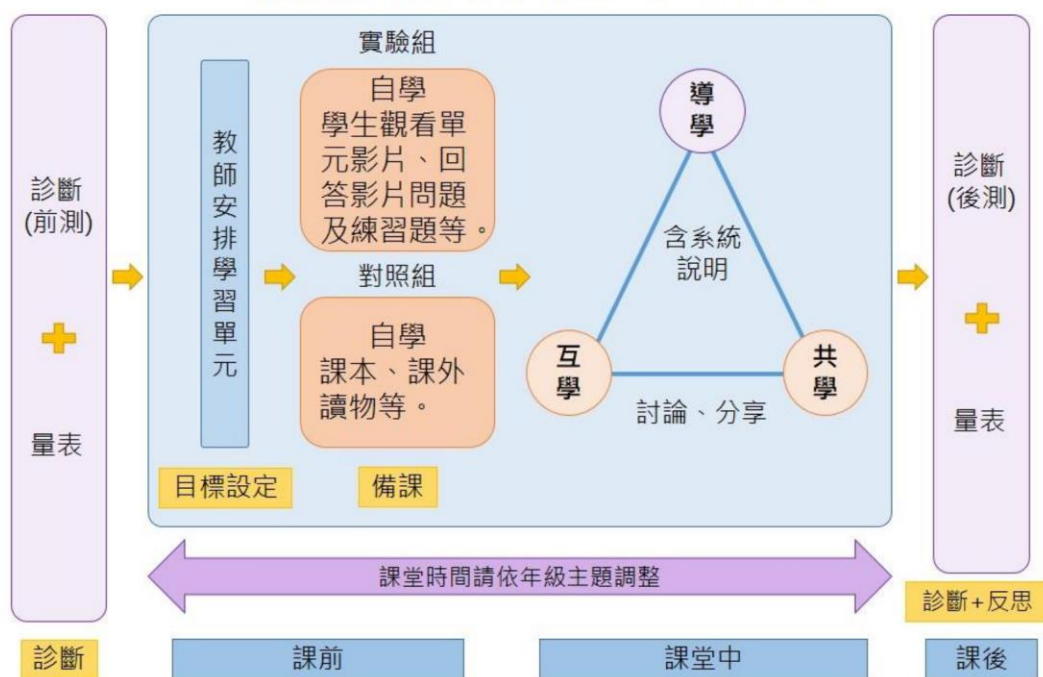 診斷
(前測)
量表
診斷
教師安排學習單元
目標設定
實驗組
自學
學生觀看單
元影片、回
答影片問題
及練習題等。
對照組
自學
課本、課外
讀物等。
備課
導
學
含系統
說明
互
學
共
學
討論、分享
課堂時間請依年級主題調整
課前
課堂中
診斷
(後測)
量表
診斷+反思
課後